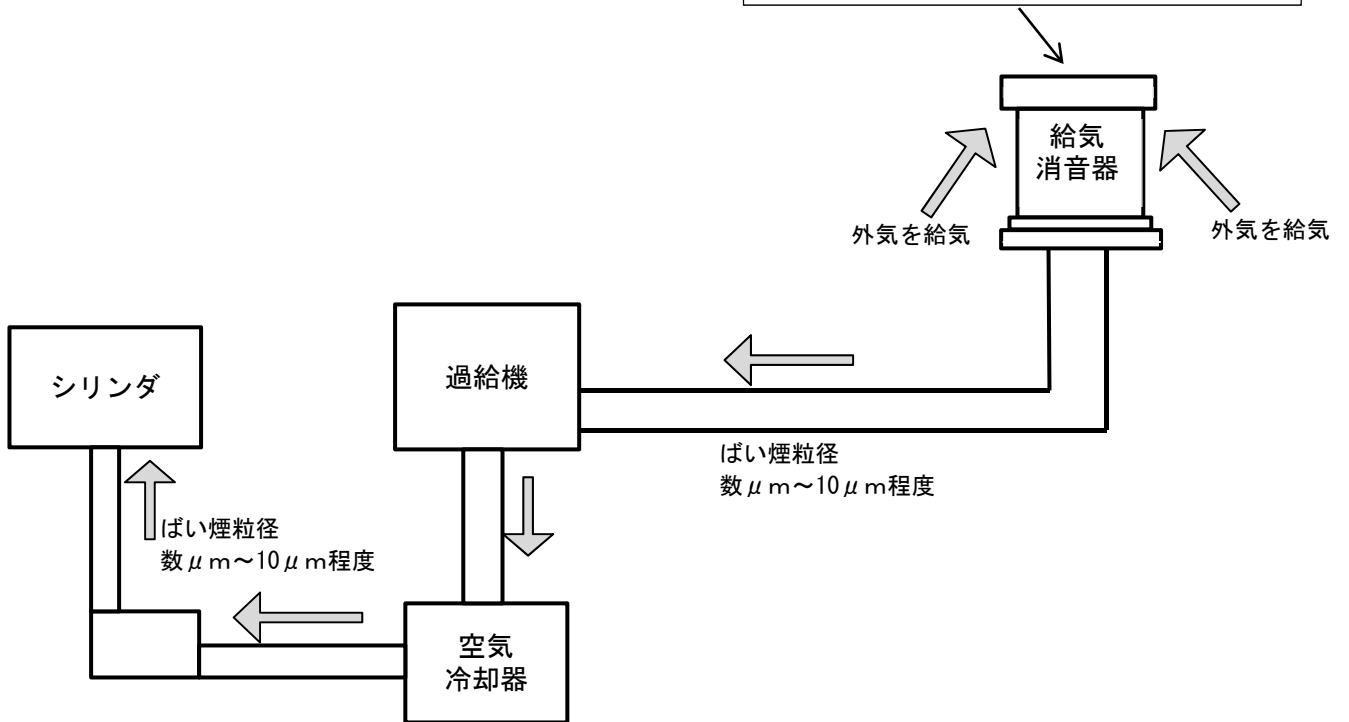 給気
消音器
外気を給気
外気を給気
シリンダ
過給機
ばい煙粒径
数μm～10μm程度
ばい煙粒径
数μm～10μm程度
空気
冷却器